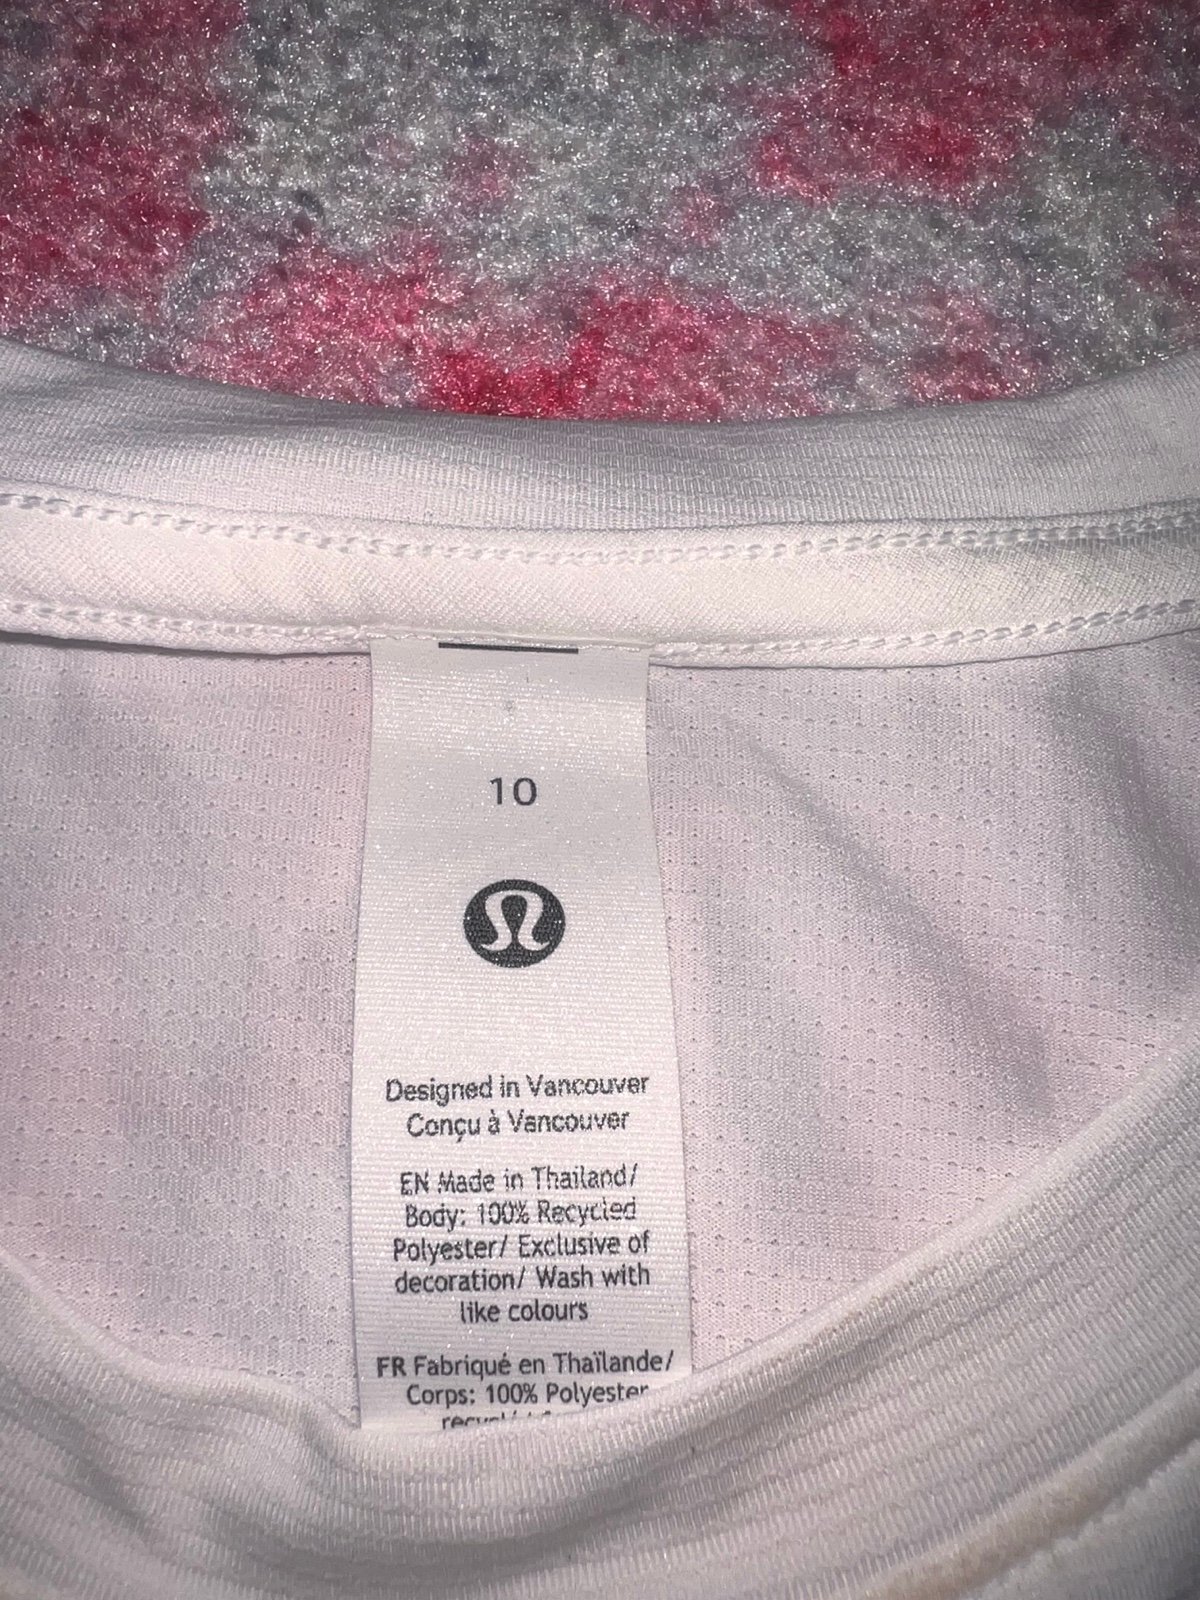 10
Designed in Vancouver
Conçu à Vancouver
EN Made in Thailand/
Body: 100% Recycled
Polyester/ Exclusive of
decoration/ Wash with
like colours
FR Fabriqué en Thaïlande/
Corps: 100% Polyester